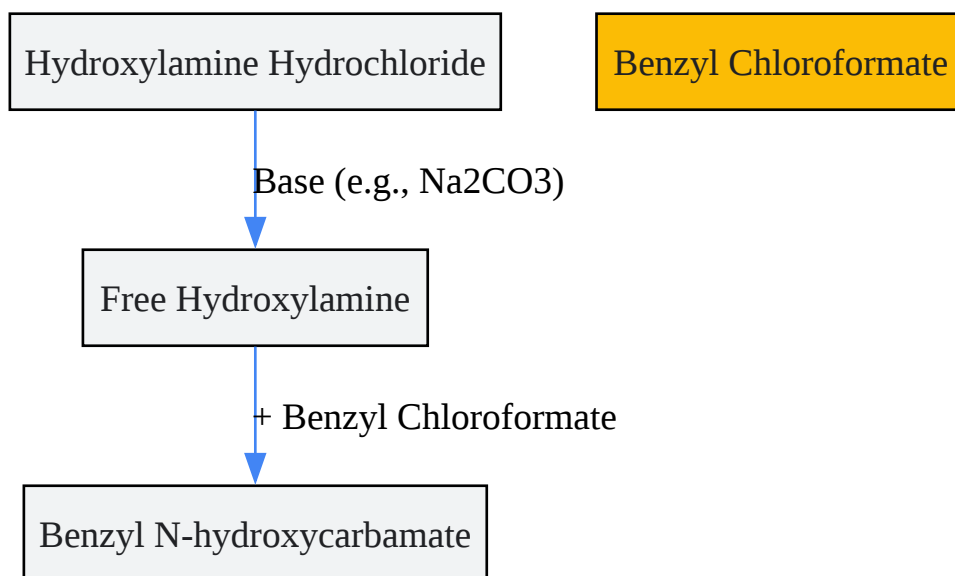 Hydroxylamine Hydrochloride
Benzyl Chloroformate
Base (e.g., Na2CO3)
Free Hydroxylamine
+ Benzyl Chloroformate
Benzyl N-hydroxycarbamate